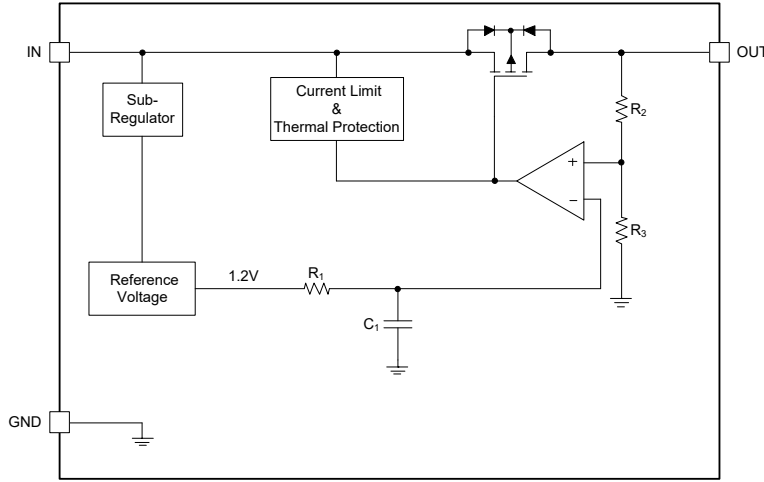 IN
OUT
Sub-
Regulator
Current Limit
&
Thermal Protection
R₂
+
−
R₃
Reference
Voltage
1.2V
R₁
C₁
GND